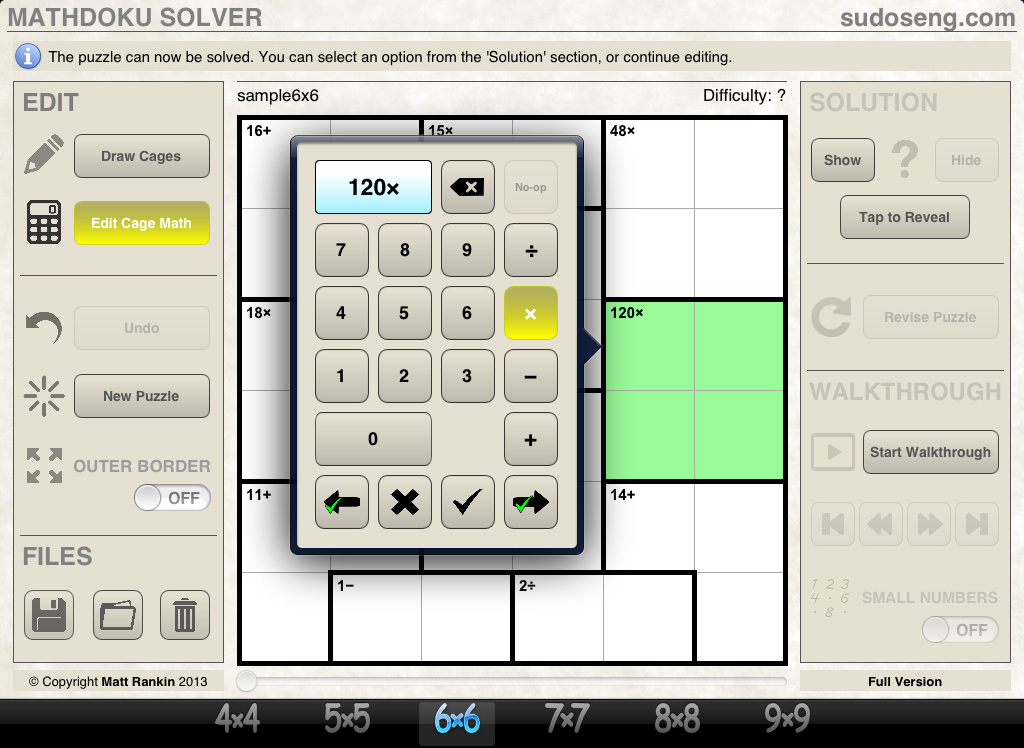 MATHDOKU SOLVER
sudoseng.com
The puzzle can now be solved. You can select an option from the 'Solution' section, or continue editing.
EDIT
Draw Cages
Edit Cage Math
Undo
New Puzzle
OUTER BORDER
OFF
FILES
© Copyright Matt Rankin 2013
sample6x6
Difficulty: ?
16+
15×
48×
18×
120×
11+
14+
1−
2÷
120×
No-op
7 8 9 ÷
4 5 6 ×
1 2 3 −
0 +
SOLUTION
Show
?
Hide
Tap to Reveal
Revise Puzzle
WALKTHROUGH
Start Walkthrough
1 2 3
4 · 6
· 8 ·
SMALL NUMBERS
OFF
Full Version
4×4 5×5 6×6 7×7 8×8 9×9